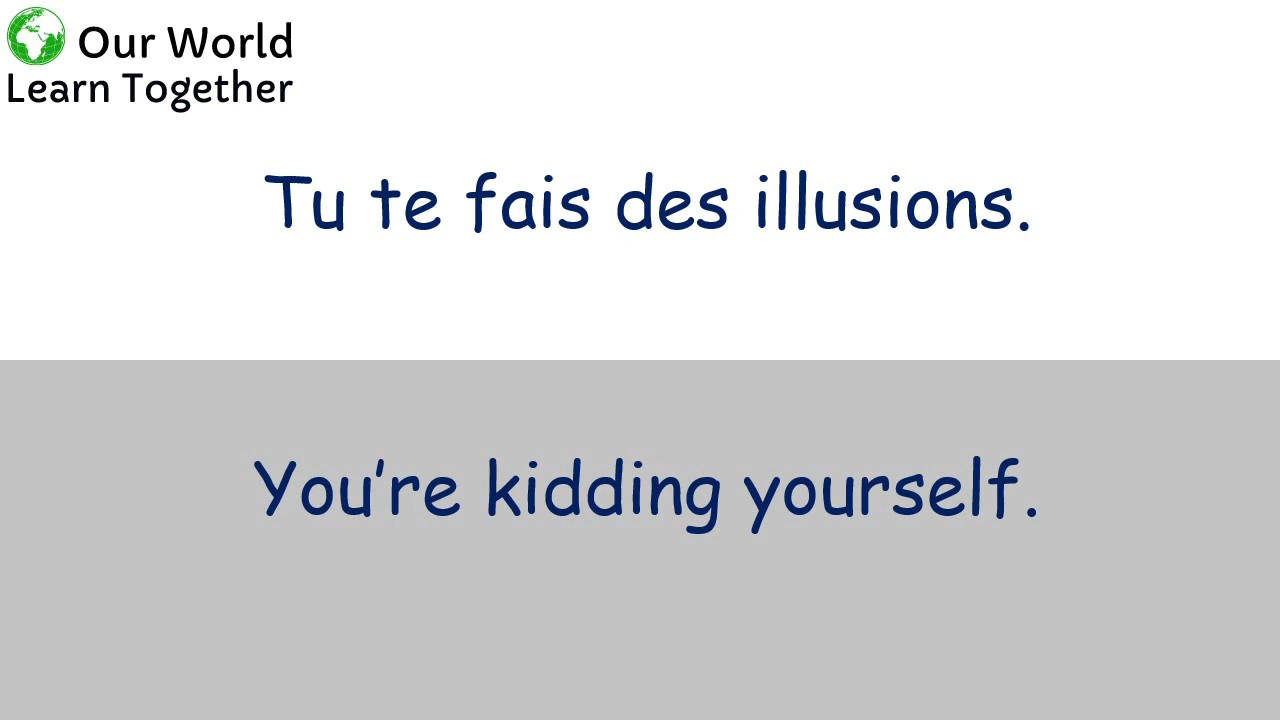 Our World
Learn Together
Tu te fais des illusions.
You’re kidding yourself.